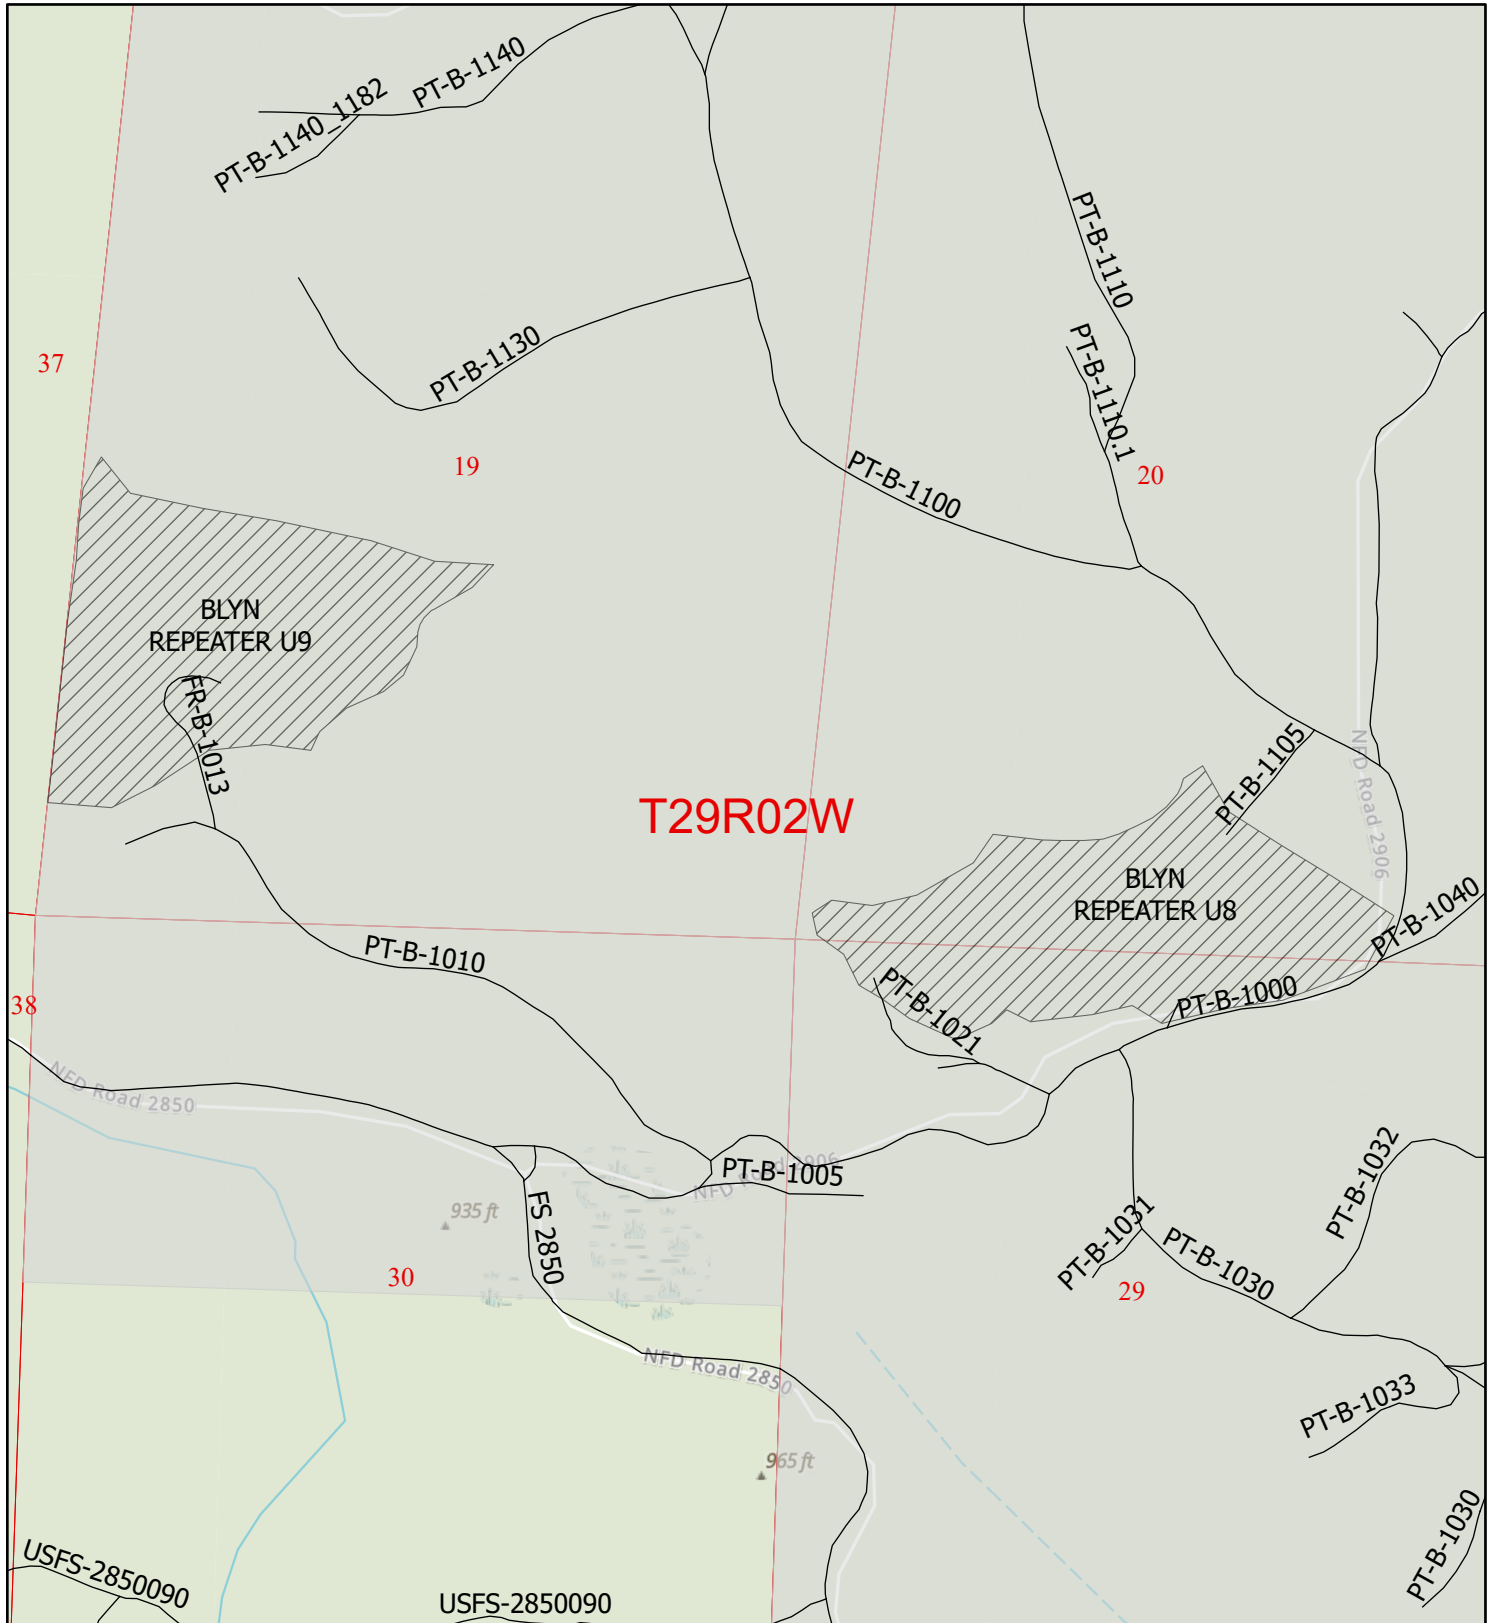 PT-B-1140
PT-B-1140_1182
PT-B-1110
PT-B-1130
PT-B-1110.1
37
19
PT-B-1100
20
BLYN
REPEATER U9
FR-B-1013
PT-B-1105
NFD Road 2906
T29R02W
BLYN
REPEATER U8
PT-B-1040
PT-B-1010
PT-B-1000
38
PT-B-1021
NFD Road 2850
PT-B-1032
NFD Road 2906
PT-B-1005
935 ft
FS 2850
PT-B-1031
PT-B-1030
30
29
NFD Road 2850
PT-B-1033
965 ft
PT-B-1030
USFS-2850090
USFS-2850090